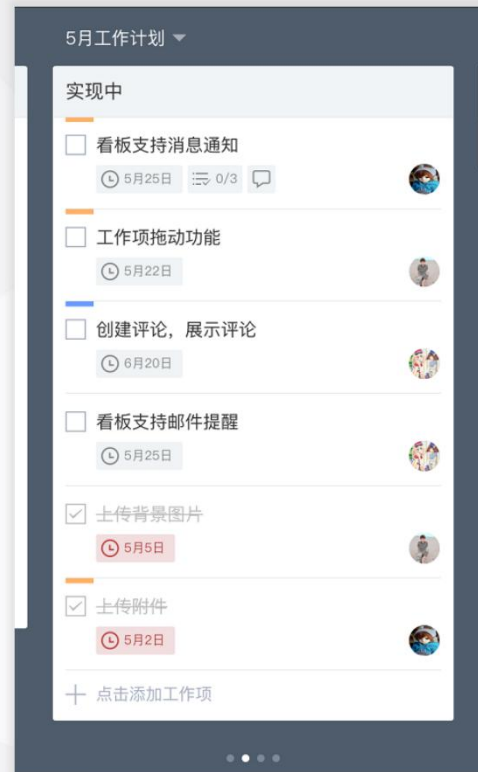 5月工作计划
实现中
看板支持消息通知
5月25日 0/3
工作项拖动功能
5月22日
创建评论，展示评论
6月20日
看板支持邮件提醒
5月25日
上传背景图片
5月5日
上传附件
5月2日
点击添加工作项